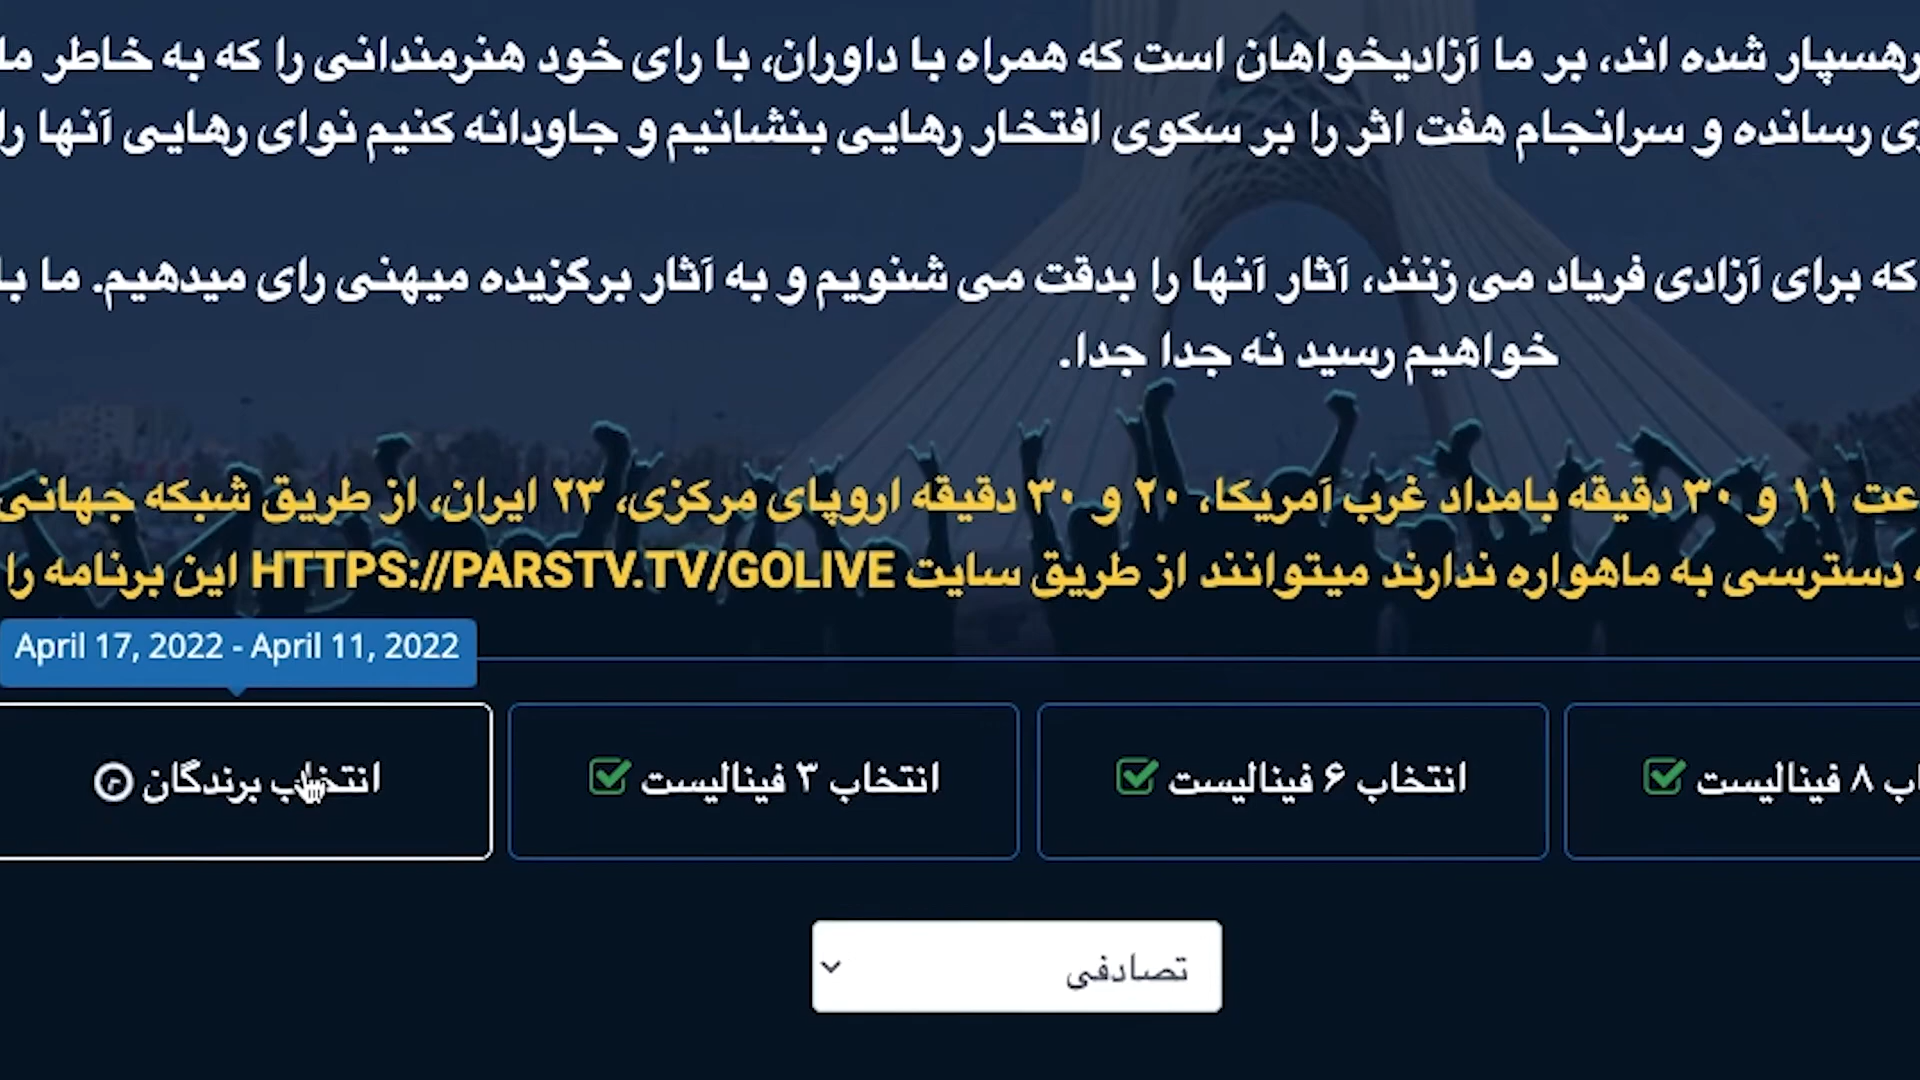 رهسپار شده اند، بر ما آزادیخواهان است که همراه با داوران، با رای خود هنرمندانی را که به خاطر ما
رسانده و سرانجام هفت اثر را بر سکوی افتخار رهایی بنشانیم و جاودانه کنیم نوای رهایی آنها را
که برای آزادی فریاد می زنند، آثار آنها را بدقت می شنویم و به آثار برگزیده میهنی رای میدهیم. ما با
خواهیم رسید نه جدا جدا.
۱۱ و ۳۰ دقیقه بامداد غرب آمریکا، ۲۰ و ۳۰ دقیقه اروپای مرکزی، ۲۳ ایران، از طریق شبکه جهانی
دسترسی به ماهواره ندارند میتوانند از طریق سایت HTTPS://PARSTV.TV/GOLIVE این برنامه را
April 17, 2022 - April 11, 2022
۸ فینالیست
انتخاب ۶ فینالیست
انتخاب ۳ فینالیست
انتخاب برندگان
تصادفی